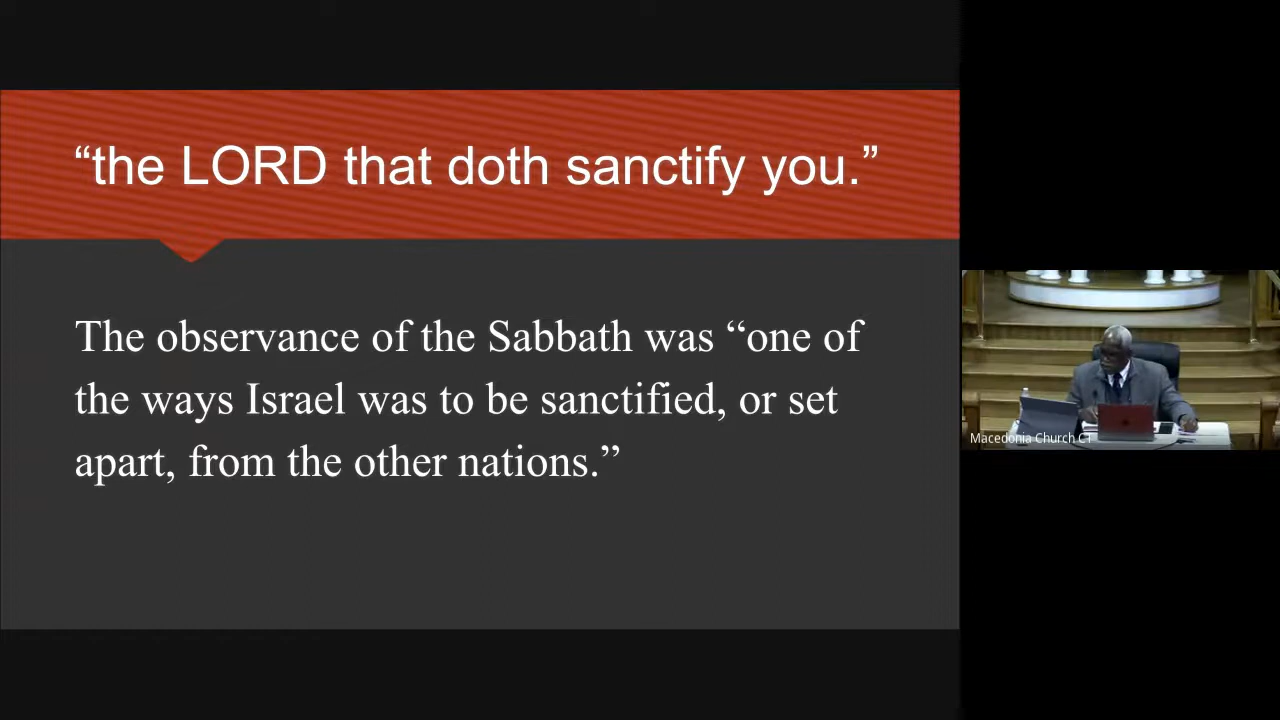 “the LORD that doth sanctify you.”
The observance of the Sabbath was “one of
the ways Israel was to be sanctified, or set
apart, from the other nations.”
Macedonia Church CT